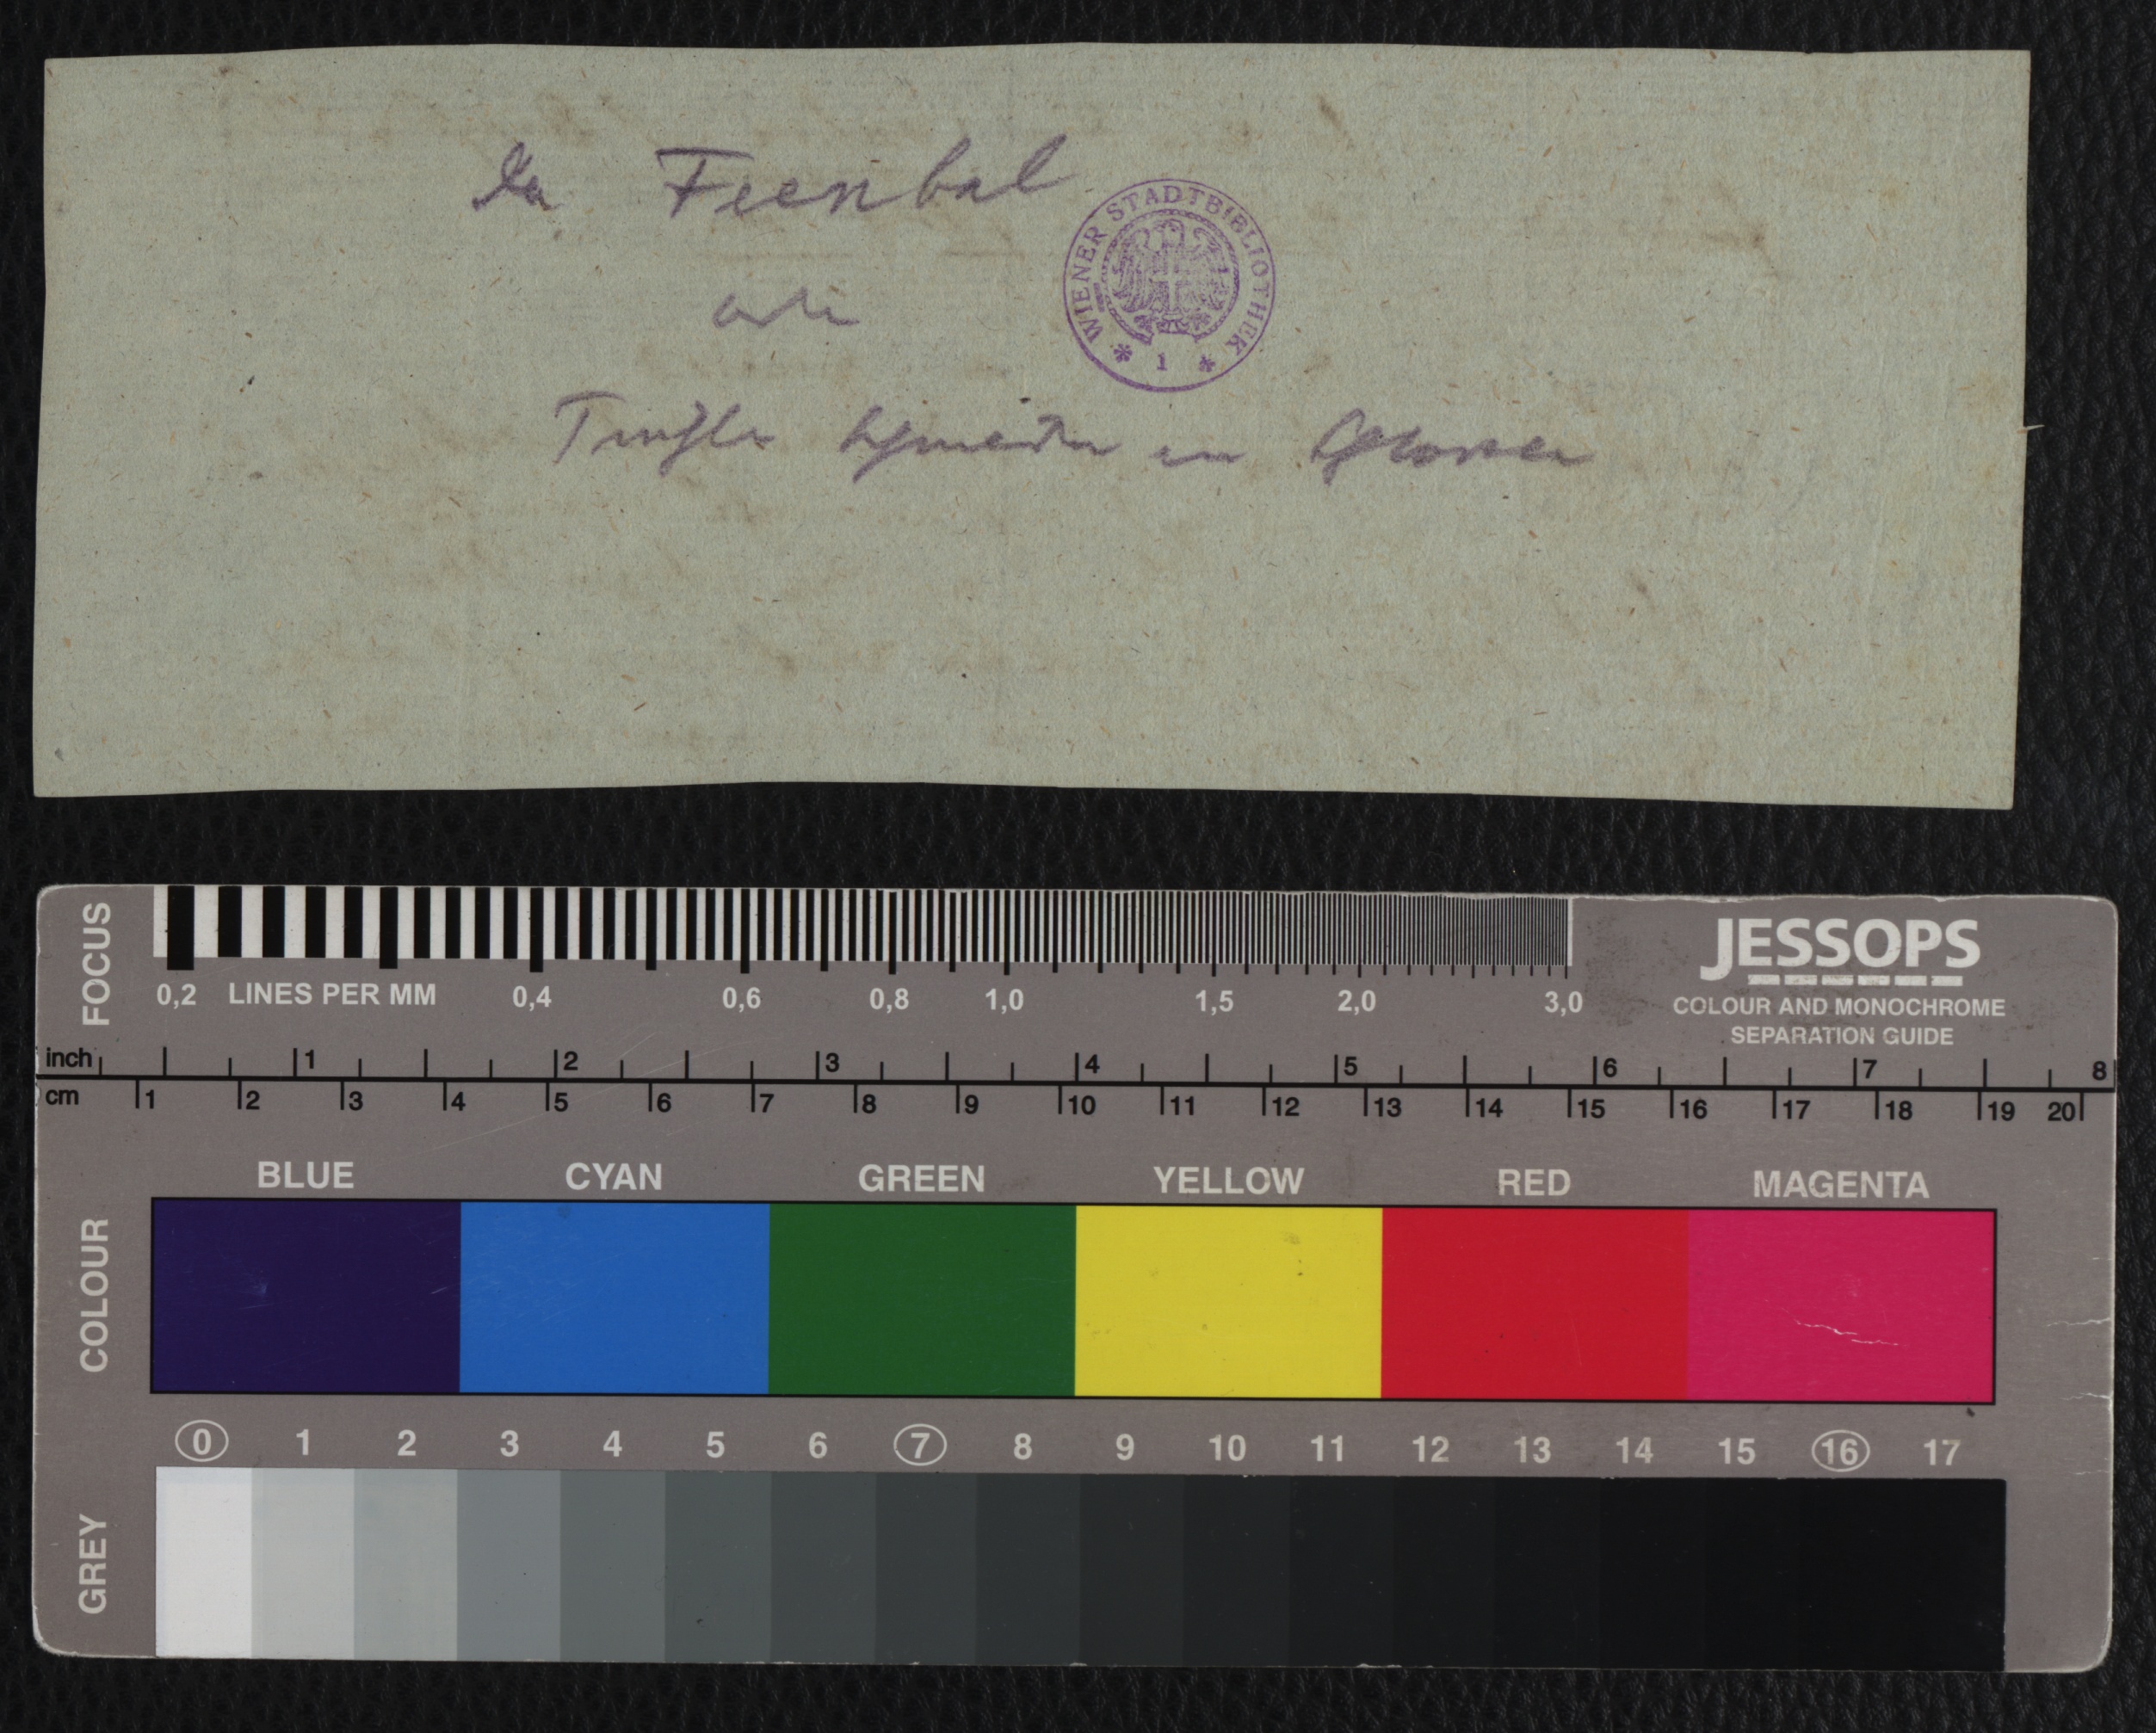 Der Feenball
oder
WIENER STADTBIBLIOTHEK
* 1 *
FOCUS
0,2 LINES PER MM 0,4 0,6 0,8 1,0 1,5 2,0 3,0
JESSOPS
COLOUR AND MONOCHROME
SEPARATION GUIDE
inch 1 2 3 4 5 6 7 8
cm 1 2 3 4 5 6 7 8 9 10 11 12 13 14 15 16 17 18 19 20
BLUE CYAN GREEN YELLOW RED MAGENTA
COLOUR
0 1 2 3 4 5 6 7 8 9 10 11 12 13 14 15 16 17
GREY